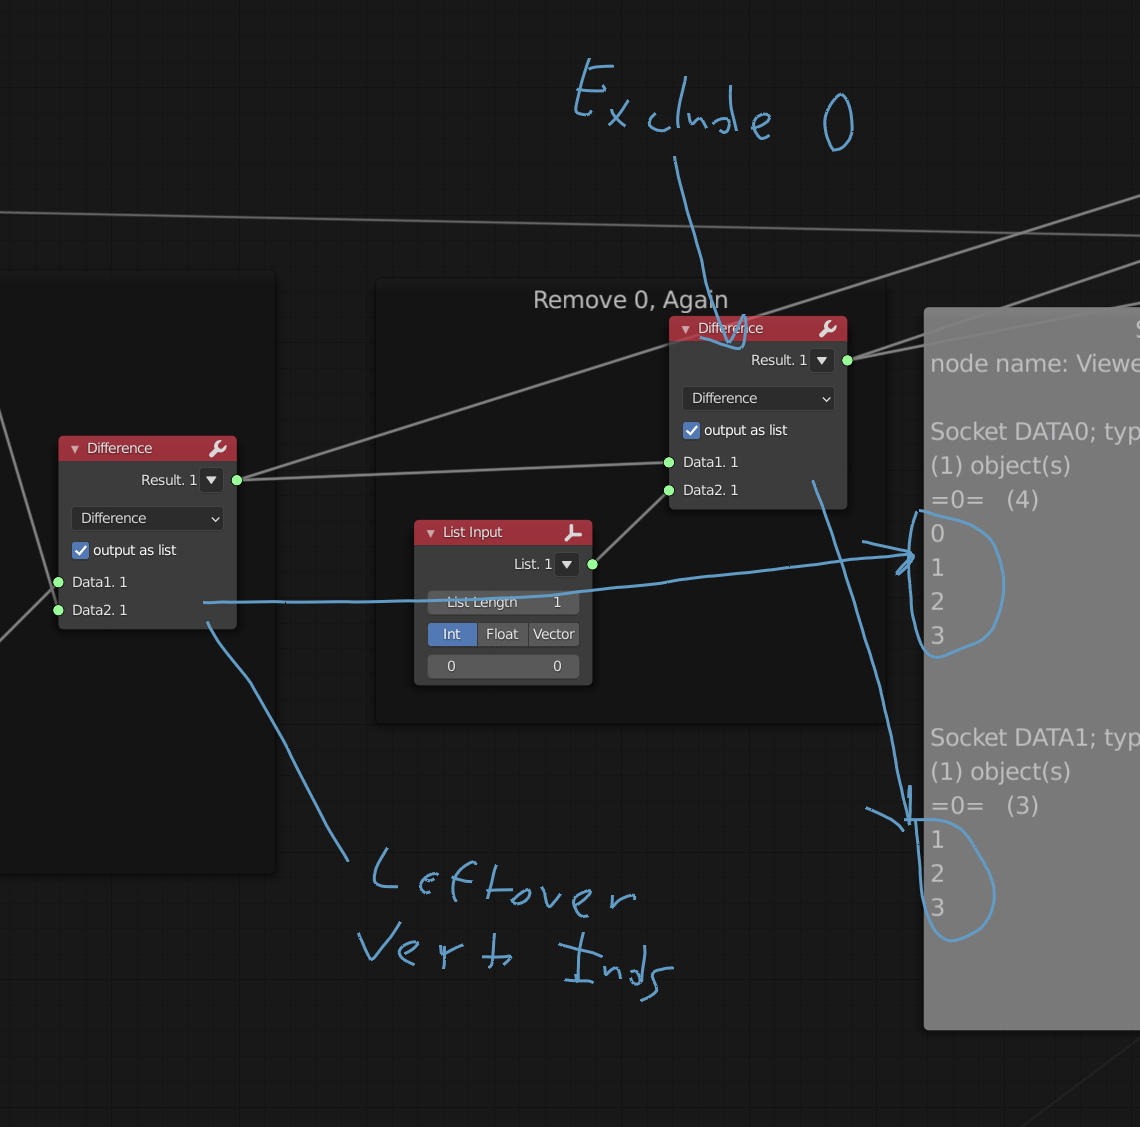 Exclude 0
Remove 0, Again
Difference
Result. 1
Difference
output as list
Data1. 1
Data2. 1
Difference
Result. 1
Difference
output as list
Data1. 1
Data2. 1
List Input
List. 1
List Length 1
Int Float Vector
0 0
node name: Viewe
Socket DATA0; typ
(1) object(s)
=0= (4)
0
1
2
3
Socket DATA1; typ
(1) object(s)
=0= (3)
1
2
3
Leftover
Vert Inds